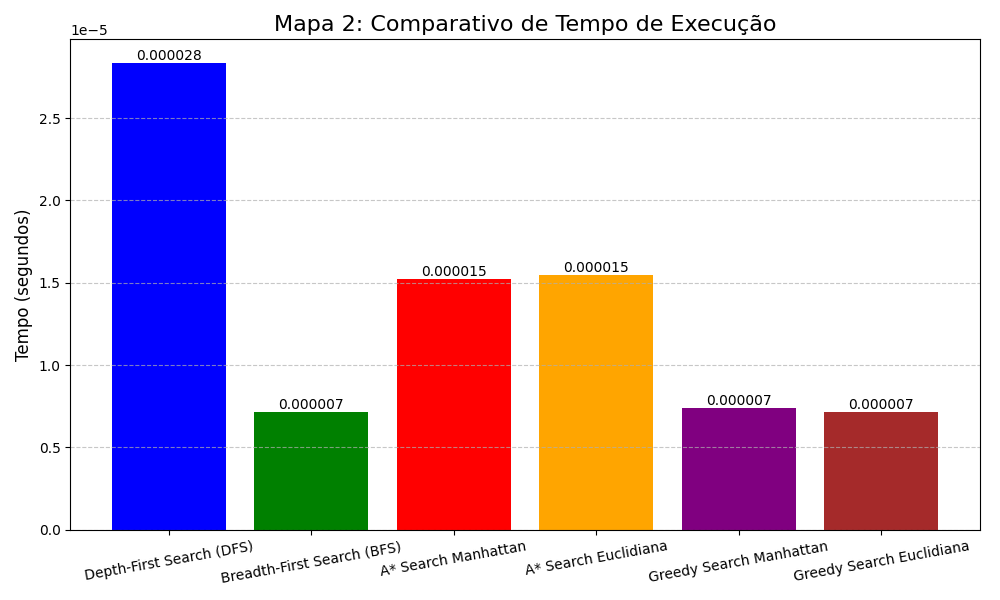 Mapa 2: Comparativo de Tempo de Execução
1e−5
Tempo (segundos)
2.5
2.0
1.5
1.0
0.5
0.0
0.000028
0.000007
0.000015
0.000015
0.000007
0.000007
Depth-First Search (DFS)
Breadth-First Search (BFS)
A* Search Manhattan
A* Search Euclidiana
Greedy Search Manhattan
Greedy Search Euclidiana